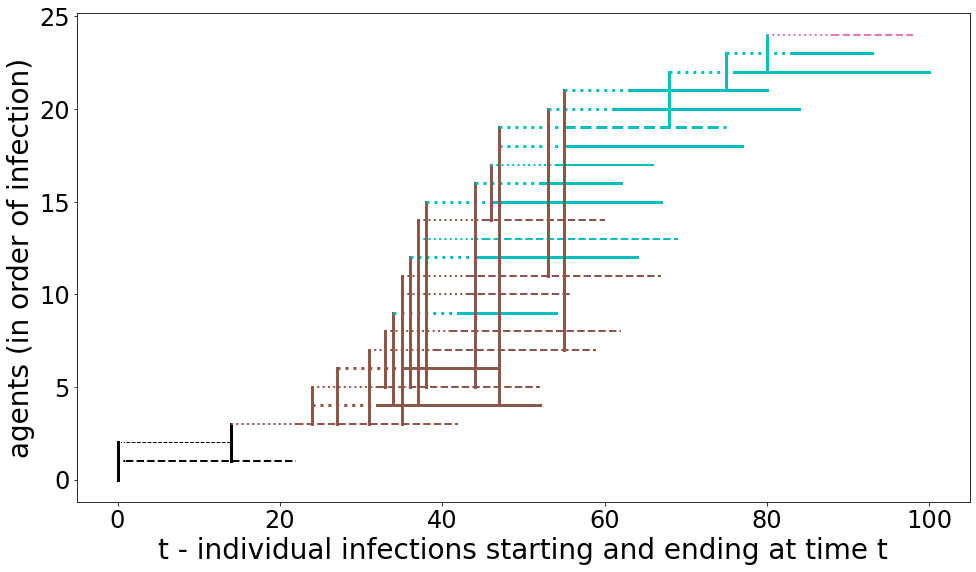 25
20
15
10
5
0
agents (in order of infection)
0 20 40 60 80 100
t - individual infections starting and ending at time t